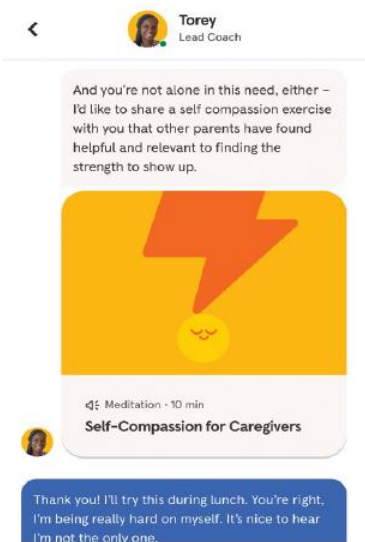 Torey
Lead Coach
And you're not alone in this need, either –
I'd like to share a self compassion exercise
with you that other parents have found
helpful and relevant to finding the
strength to show up.
Meditation · 10 min
Self-Compassion for Caregivers
Thank you! I'll try this during lunch. You're right,
I'm being really hard on myself. It's nice to hear
I'm not the only one.